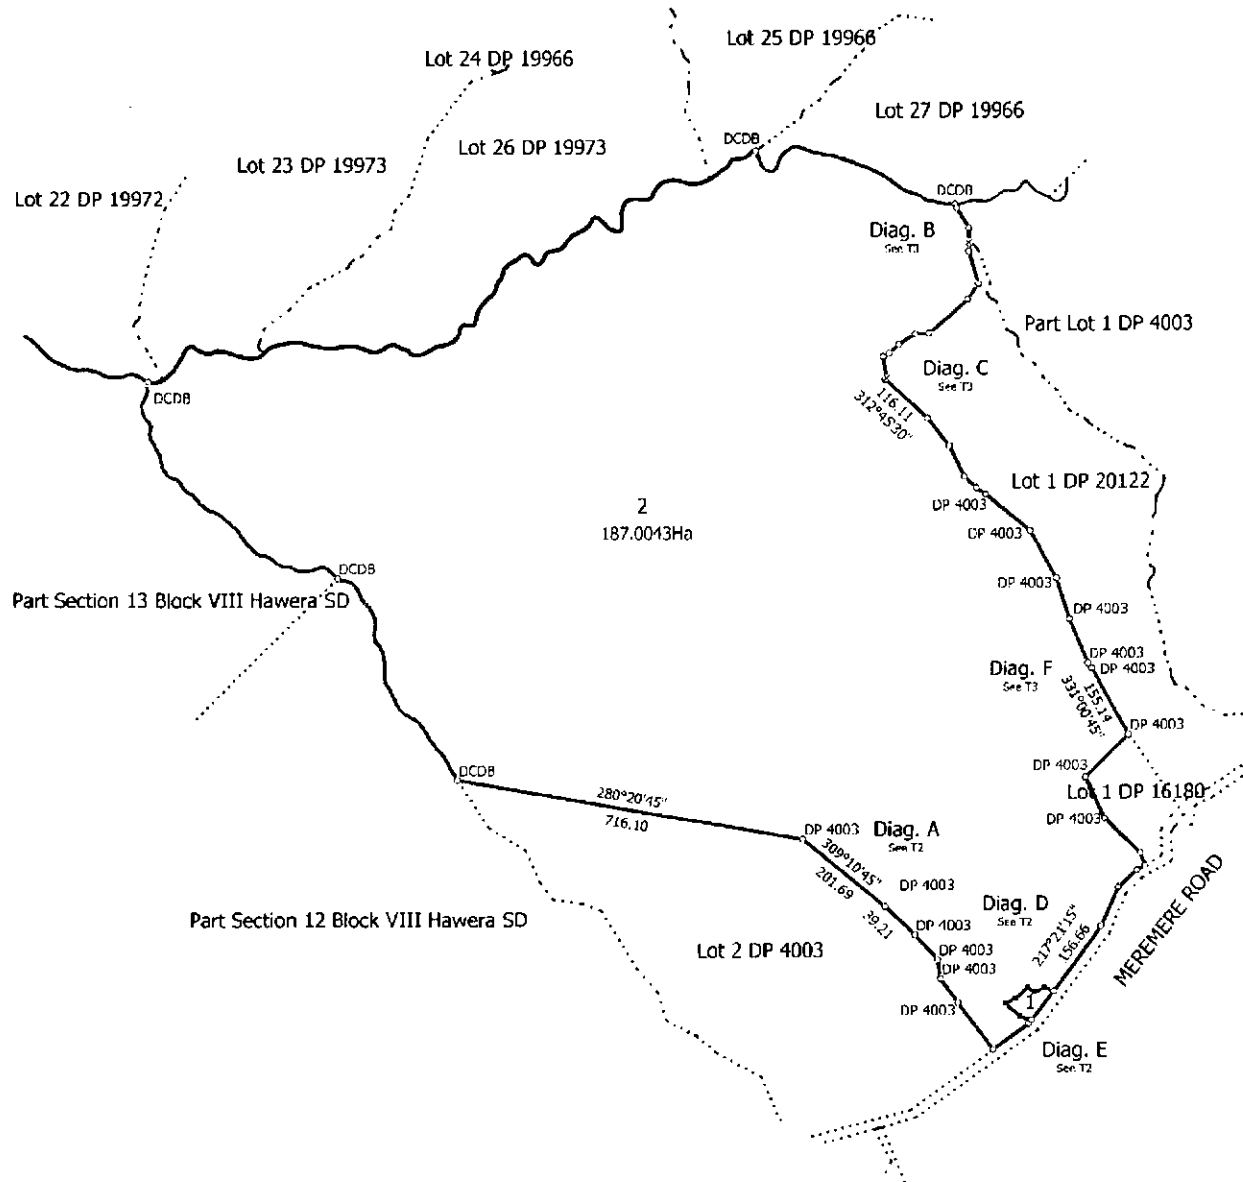 Lot 25 DP 19966
Lot 24 DP 19966
Lot 27 DP 19966
DCDB
Lot 26 DP 19973
Lot 23 DP 19973
Lot 22 DP 19972
DCDB
Diag. B
See T3
Part Lot 1 DP 4003
Diag. C
See T3
DCDB
116.11
312°45'30"
Lot 1 DP 20122
DP 4003
2
187.0043Ha
DP 4003
DCDB
DP 4003
Part Section 13 Block VIII Hawera SD
DP 4003
DP 4003
DP 4003
Diag. F
See T3
155.14
331°00'45"
DP 4003
DP 4003
DCDB
Lot 1 DP 16180
280°20'45"
716.10
DP 4003
DP 4003
Diag. A
See T2
309°10'45"
201.69
DP 4003
39.21
Diag. D
See T2
Part Section 12 Block VIII Hawera SD
DP 4003
217°21'15"
156.66
MEREMERE ROAD
Lot 2 DP 4003
DP 4003
DP 4003
DP 4003
1
Diag. E
See T2